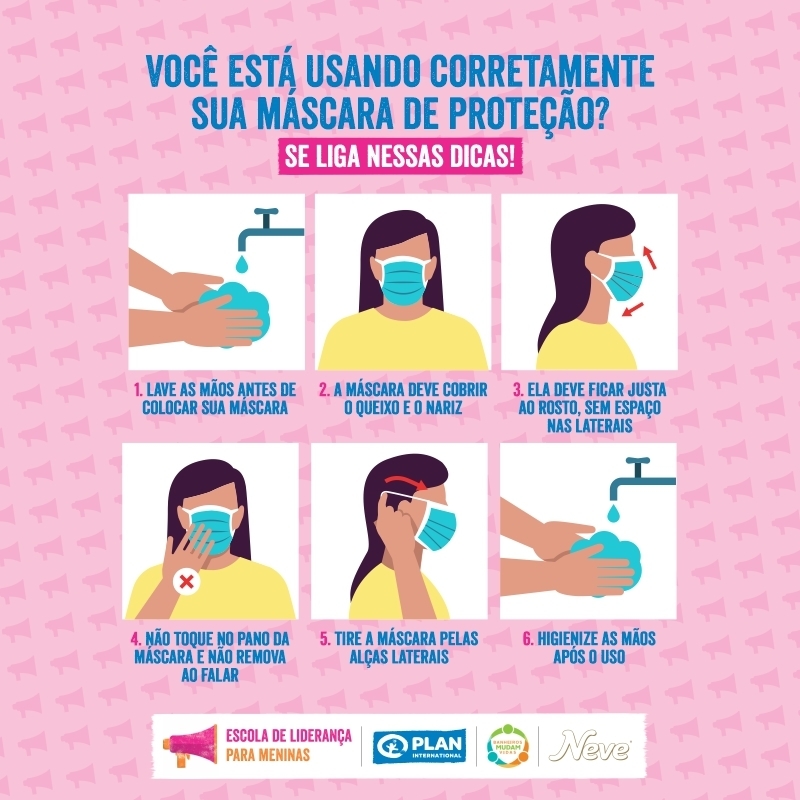 VOCÊ ESTÁ USANDO CORRETAMENTE
SUA MÁSCARA DE PROTEÇÃO?
SE LIGA NESSAS DICAS!
1. LAVE AS MÃOS ANTES DE
COLOCAR SUA MÁSCARA
2. A MÁSCARA DEVE COBRIR
O QUEIXO E O NARIZ
3. ELA DEVE FICAR JUSTA
AO ROSTO, SEM ESPAÇO
NAS LATERAIS
4. NÃO TOQUE NO PANO DA
MÁSCARA E NÃO REMOVA
AO FALAR
5. TIRE A MÁSCARA PELAS
ALÇAS LATERAIS
6. HIGIENIZE AS MÃOS
APÓS O USO
ESCOLA DE LIDERANÇA
PARA MENINAS
PLAN
INTERNATIONAL
BANHEIROS
MUDAM
VIDAS
Neve